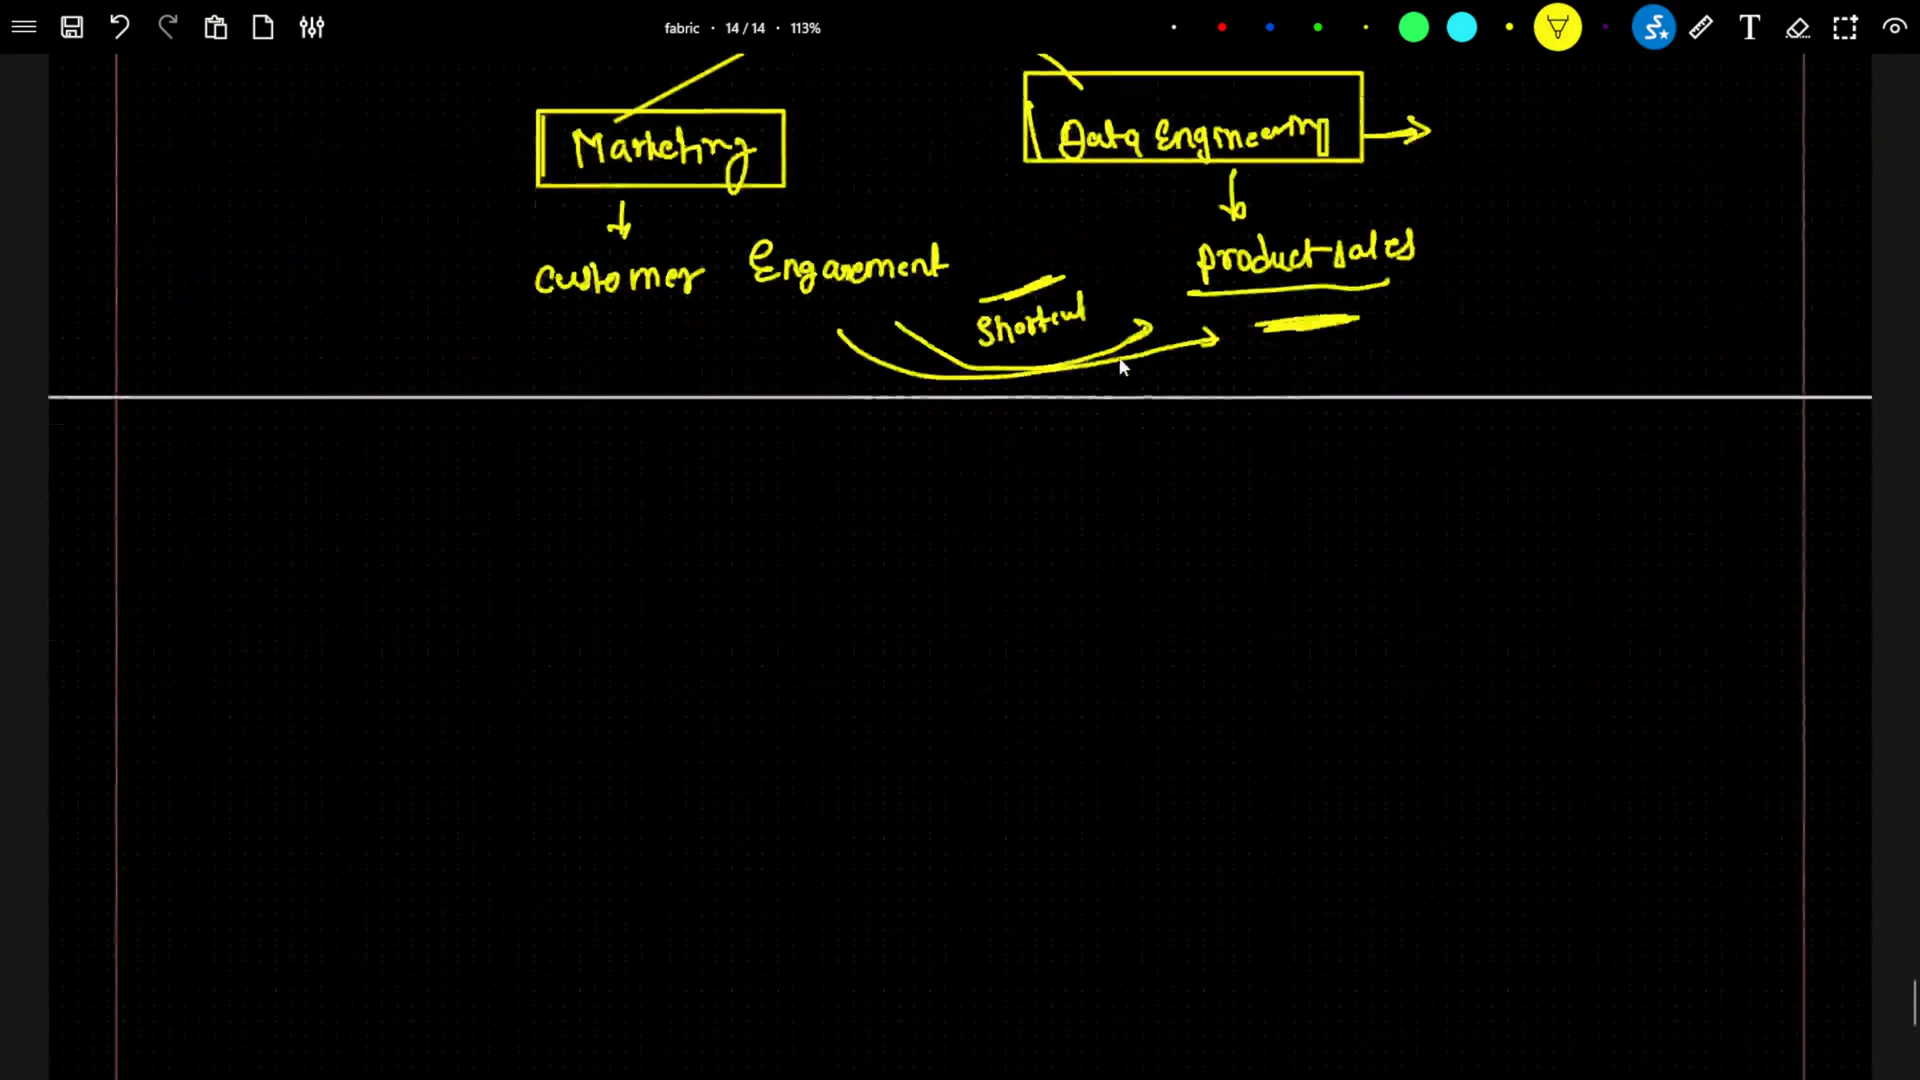 fabric • 14 / 14 • 113%
T
Marketing
Data Engineering
Customer Engagement
product sales
Shortcut